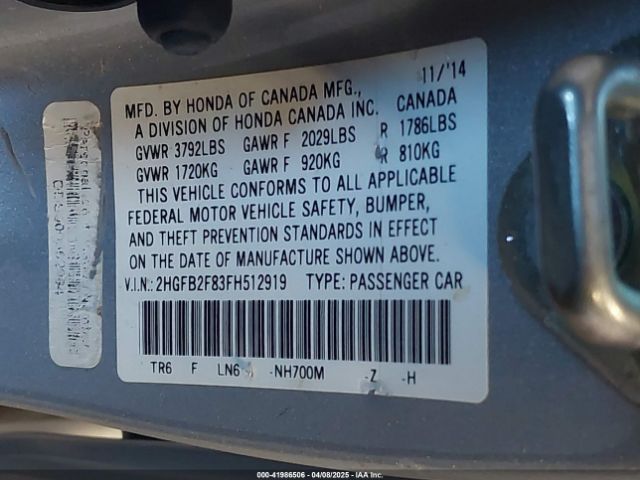 11/'14
MFD. BY HONDA OF CANADA MFG.,
A DIVISION OF HONDA CANADA INC. CANADA
GVWR 3792LBS GAWR F 2029LBS R 1786LBS
GVWR 1720KG GAWR F 920KG R 810KG
THIS VEHICLE CONFORMS TO ALL APPLICABLE
FEDERAL MOTOR VEHICLE SAFETY, BUMPER,
AND THEFT PREVENTION STANDARDS IN EFFECT
ON THE DATE OF MANUFACTURE SHOWN ABOVE.
V.I.N.: 2HGFB2F83FH512919 TYPE: PASSENGER CAR
TR6 F LN6 -NH700M -Z -H
000-41986506 - 04/08/2025 - IAA Inc.